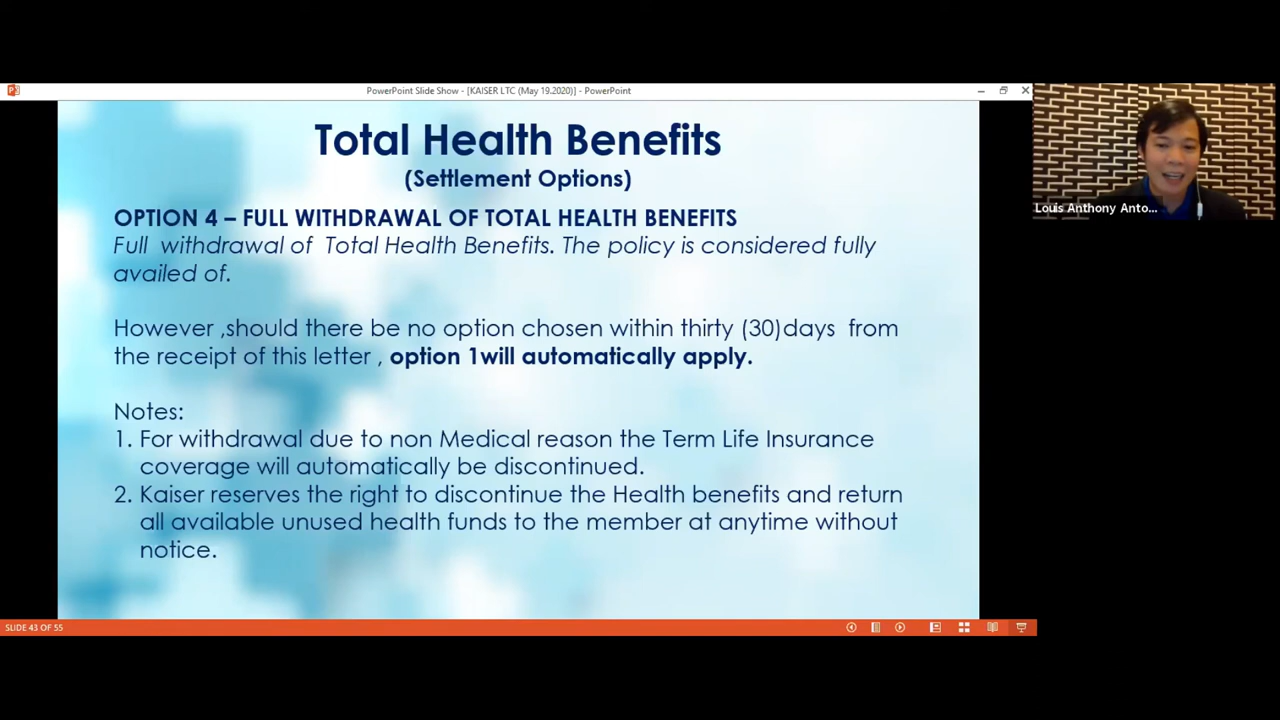 PowerPoint Slide Show - [KAISER LTC (May 19.2020)] - PowerPoint
Total Health Benefits
(Settlement Options)
OPTION 4 – FULL WITHDRAWAL OF TOTAL HEALTH BENEFITS
Full withdrawal of Total Health Benefits. The policy is considered fully
availed of.
However ,should there be no option chosen within thirty (30)days from
the receipt of this letter , option 1will automatically apply.
Notes:
1. For withdrawal due to non Medical reason the Term Life Insurance
coverage will automatically be discontinued.
2. Kaiser reserves the right to discontinue the Health benefits and return
all available unused health funds to the member at anytime without
notice.
SLIDE 43 OF 55
Louis Anthony Anto...